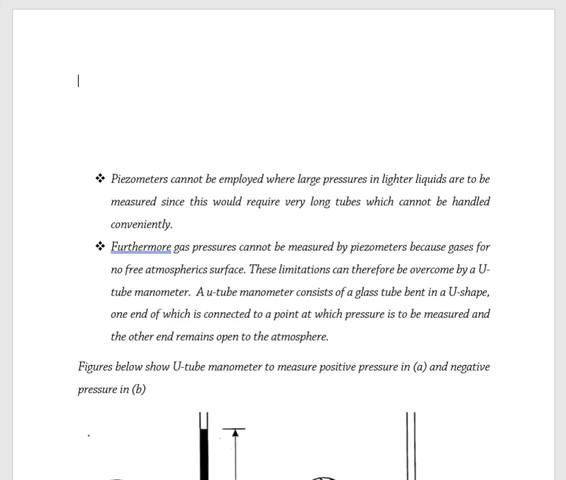 ❖ Piezometers cannot be employed where large pressures in lighter liquids are to be
measured since this would require very long tubes which cannot be handled
conveniently.
❖ Furthermore gas pressures cannot be measured by piezometers because gases for
no free atmospherics surface. These limitations can therefore be overcome by a U-
tube manometer. A u-tube manometer consists of a glass tube bent in a U-shape,
one end of which is connected to a point at which pressure is to be measured and
the other end remains open to the atmosphere.
Figures below show U-tube manometer to measure positive pressure in (a) and negative
pressure in (b)